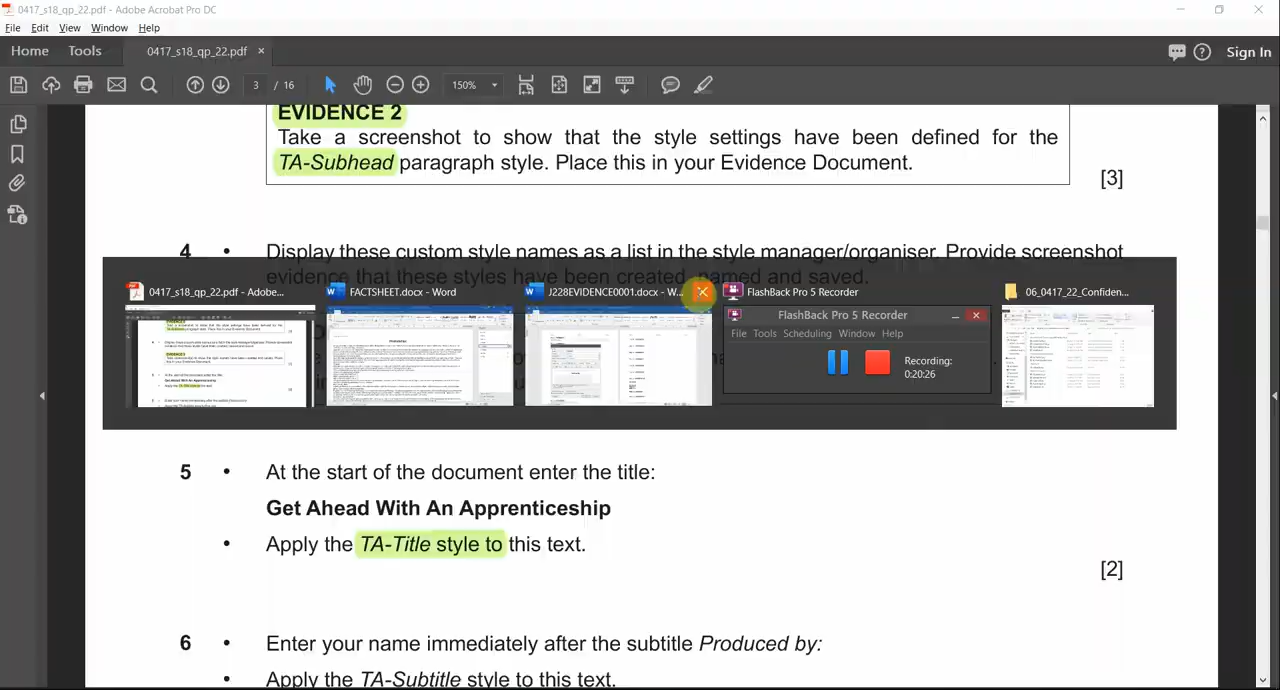 0417_s18_qp_22.pdf - Adobe Acrobat Pro DC
File Edit View Window Help
Home Tools 0417_s18_qp_22.pdf × Sign In
3 / 16 150%
EVIDENCE 2
Take a screenshot to show that the style settings have been defined for the
TA-Subhead paragraph style. Place this in your Evidence Document.
[3]
4 • Display these custom style names as a list in the style manager/organiser. Provide screenshot
evidence that these styles have been created, named and saved.
0417_s18_qp_22.pdf - Adobe... FACTSHEET.docx - Word J228EVIDENCE0001.docx - W... FlashBack Pro 5 Recorder 06_0417_22_Confiden...
FlashBack Pro 5 Recorder
File Tools Scheduling Window Help
Recording:
0:20:26
5 • At the start of the document enter the title:
Get Ahead With An Apprenticeship
• Apply the TA-Title style to this text.
[2]
6 • Enter your name immediately after the subtitle Produced by:
• Apply the TA-Subtitle style to this text.